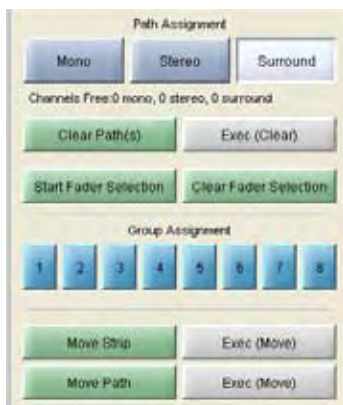 Path Assignment
Mono Stereo Surround
Channels Free:0 mono, 0 stereo, 0 surround
Clear Path(s) Exec (Clear)
Start Fader Selection Clear Fader Selection
Group Assignment
1 2 3 4 5 6 7 8
Move Strip Exec (Move)
Move Path Exec (Move)